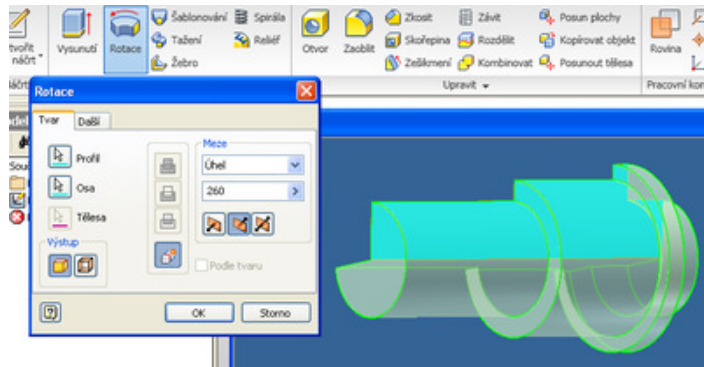 Šablonování Spirála Zkosit Závit Posun plochy
Vysunutí Rotace Tažení Reliéf Otvor Zaoblit Skořepina Rozdělit Kopírovat objekt Rovina
náčrt Žebro Zešikmení Kombinovat Posunout tělesa
Upravit Pracovní
Rotace
Tvar Další
Profil
Osa
Tělesa
Výstup
Meze
Úhel
260
Podle tvaru
OK Storno